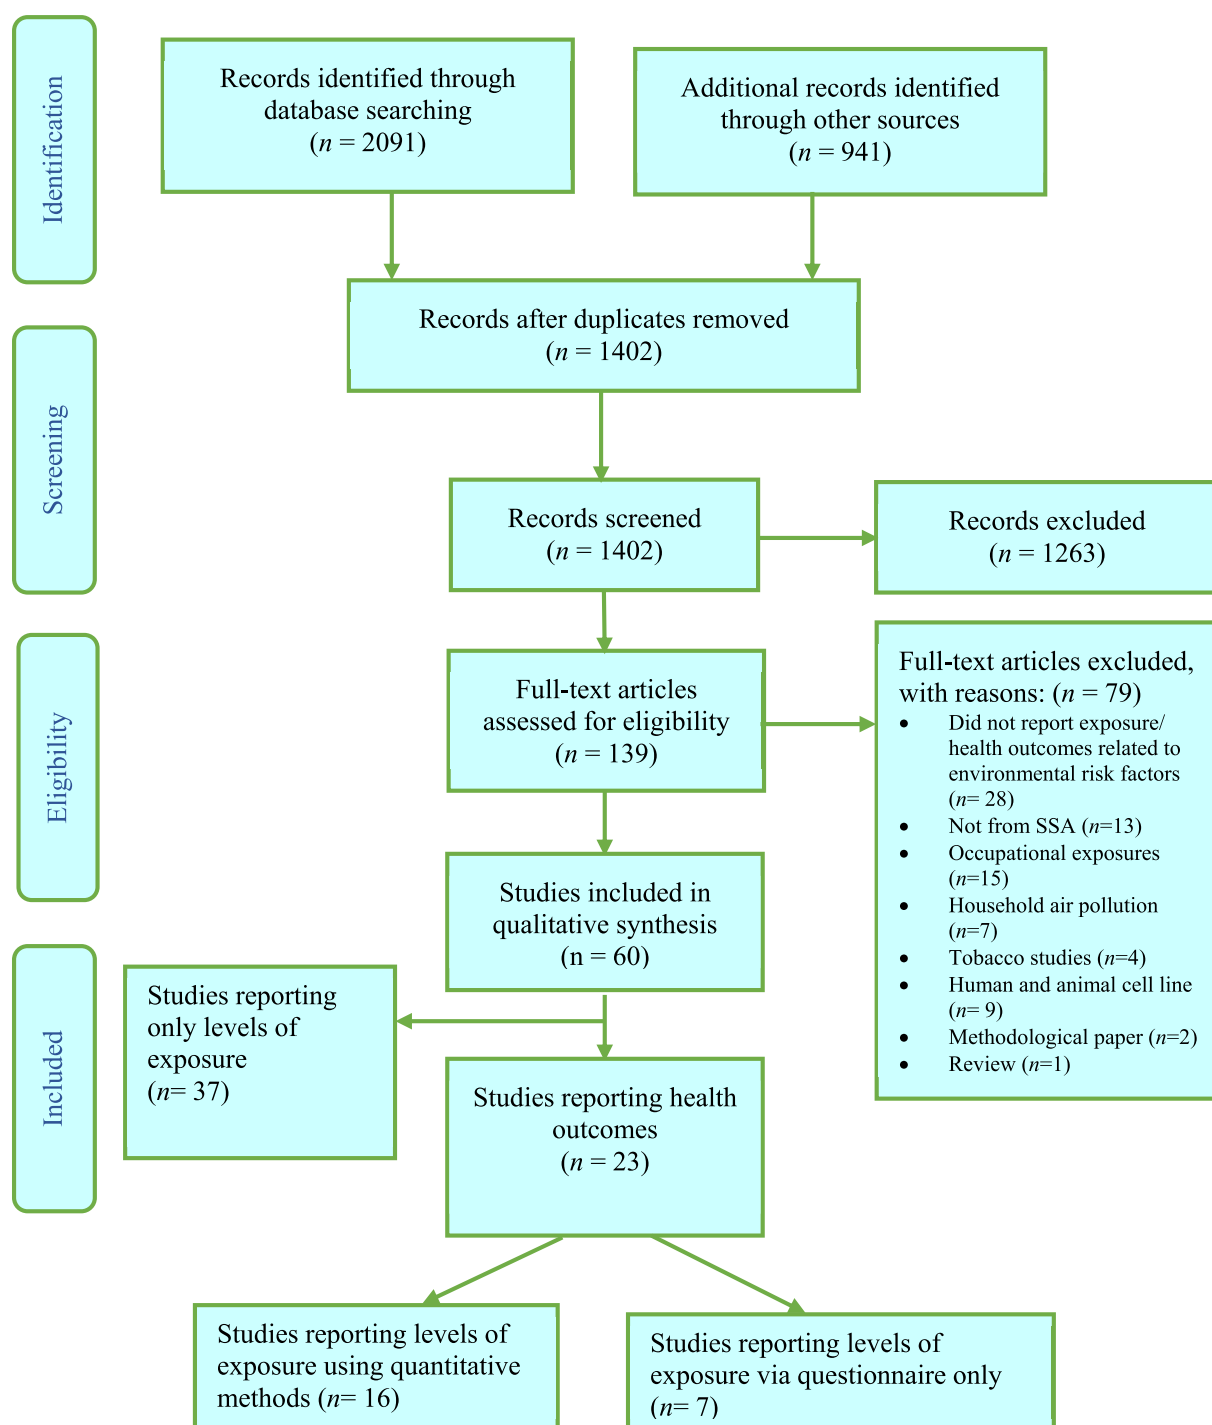 Identification
Records identified through
database searching
(n = 2091)
Additional records identified
through other sources
(n = 941)
Records after duplicates removed
(n = 1402)
Screening
Records screened
(n = 1402)
Records excluded
(n = 1263)
Eligibility
Full-text articles
assessed for eligibility
(n = 139)
Full-text articles excluded,
with reasons: (n = 79)
• Did not report exposure/
health outcomes related to
environmental risk factors
(n= 28)
• Not from SSA (n=13)
• Occupational exposures
(n=15)
• Household air pollution
(n=7)
• Tobacco studies (n=4)
• Human and animal cell line
(n= 9)
• Methodological paper (n=2)
• Review (n=1)
Studies included in
qualitative synthesis
(n = 60)
Included
Studies reporting
only levels of
exposure
(n= 37)
Studies reporting health
outcomes
(n = 23)
Studies reporting levels of
exposure using quantitative
methods (n= 16)
Studies reporting levels of
exposure via questionnaire only
(n= 7)